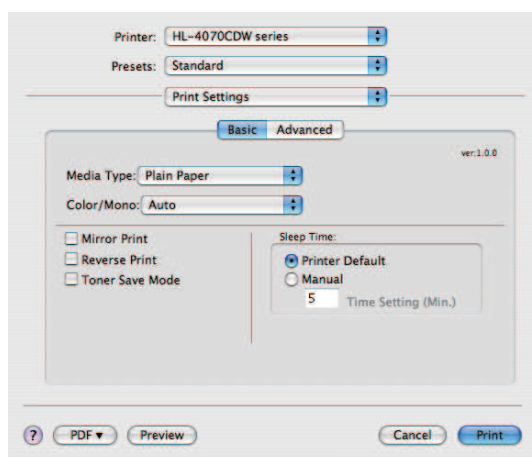 Printer: HL-4070CDW series
Presets: Standard
Print Settings
Basic Advanced
ver:1.0.0
Media Type: Plain Paper
Color/Mono: Auto
Mirror Print
Reverse Print
Toner Save Mode
Sleep Time:
Printer Default
Manual
5 Time Setting (Min.)
? PDF▼ Preview Cancel Print